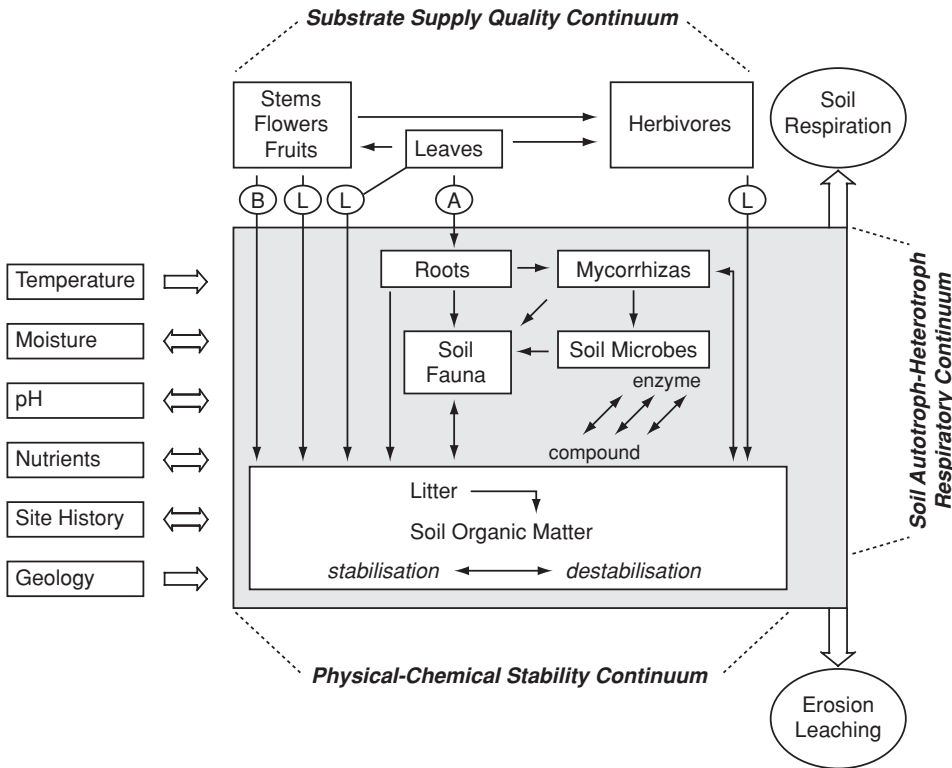 Substrate Supply Quality Continuum
Stems
Flowers
Fruits
Leaves
Herbivores
Soil
Respiration
B
L
L
A
L
Temperature
Moisture
pH
Nutrients
Site History
Geology
Roots
Mycorrhizas
Soil
Fauna
Soil Microbes
enzyme
compound
Litter
Soil Organic Matter
stabilisation
destabilisation
Soil Autotroph-Heterotroph
Respiratory Continuum
Physical-Chemical Stability Continuum
Erosion
Leaching